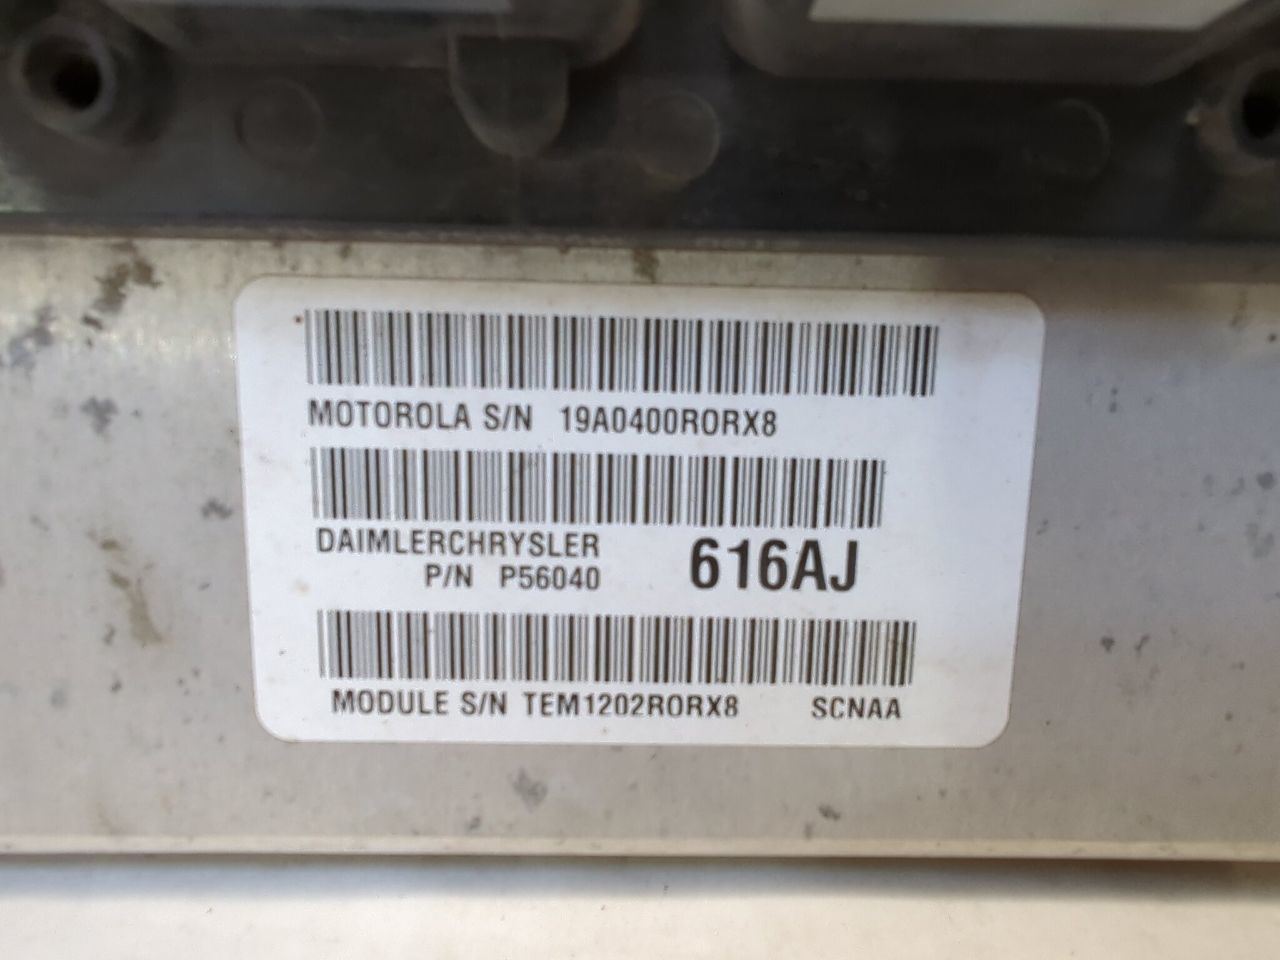 MOTOROLA S/N 19A0400RORX8
DAIMLERCHRYSLER
P/N P56040 616AJ
MODULE S/N TEM1202RORX8 SCNAA